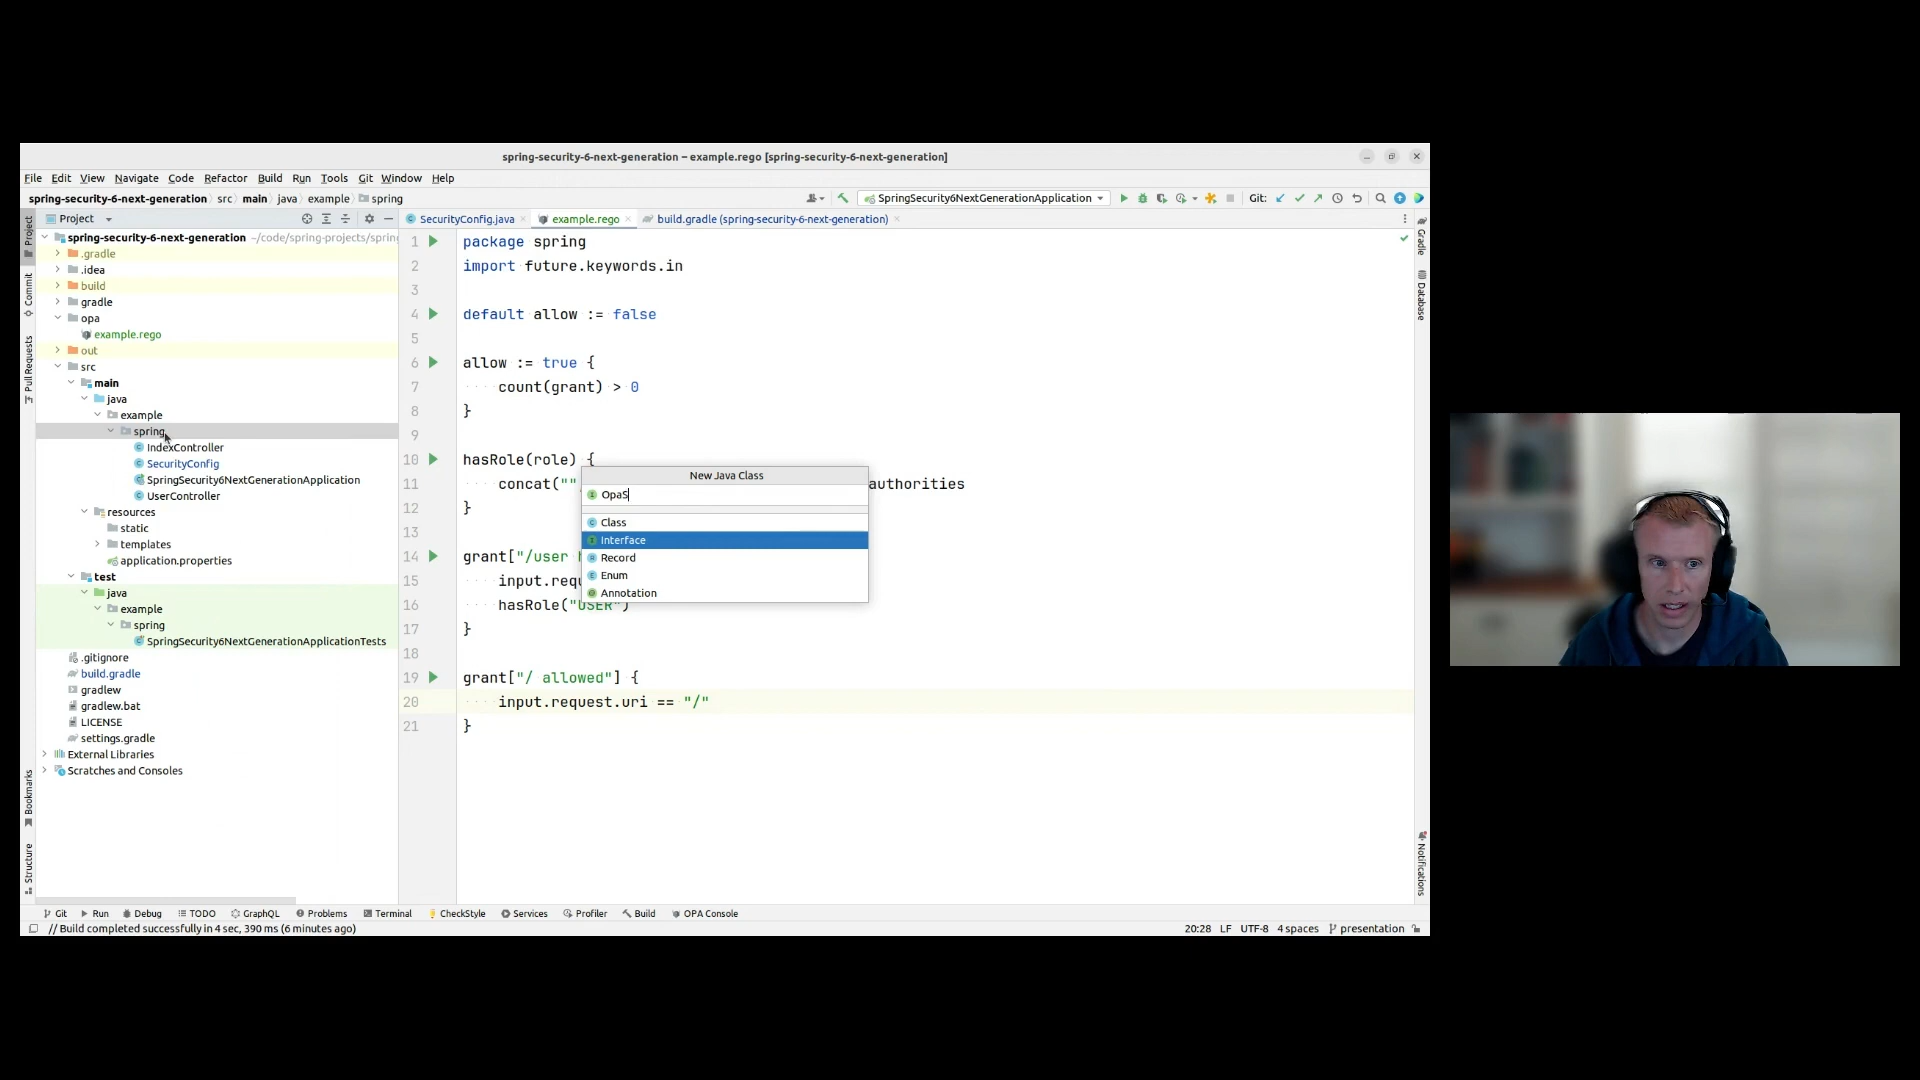 spring-security-6-next-generation – example.rego [spring-security-6-next-generation]
File Edit View Navigate Code Refactor Build Run Tools Git Window Help
spring-security-6-next-generation src main java example spring
SpringSecurity6NextGenerationApplication
Git:
Project
SecurityConfig.java
example.rego
build.gradle (spring-security-6-next-generation)
Project
Commit
Pull Requests
Bookmarks
Structure
spring-security-6-next-generation ~/code/spring-projects/spring
.gradle
.idea
build
gradle
opa
example.rego
out
src
main
java
example
spring
IndexController
SecurityConfig
SpringSecurity6NextGenerationApplication
UserController
resources
static
templates
application.properties
test
java
example
spring
SpringSecurity6NextGenerationApplicationTests
.gitignore
build.gradle
gradlew
gradlew.bat
LICENSE
settings.gradle
External Libraries
Scratches and Consoles
1 package spring
2 import future.keywords.in
3
4 default allow := false
5
6 allow := true {
7 count(grant) > 0
8 }
9
10 hasRole(role) {
11 concat("" authorities
12 }
13
14 grant["/user
15 input.requ
16 hasRole("USER")
17 }
18
19 grant["/ allowed"] {
20 input.request.uri == "/"
21 }
New Java Class
OpaS
Class
Interface
Record
Enum
Annotation
Gradle
Database
Notifications
Git Run Debug TODO GraphQL Problems Terminal CheckStyle Services Profiler Build OPA Console
// Build completed successfully in 4 sec, 390 ms (6 minutes ago)
20:28 LF UTF-8 4 spaces presentation